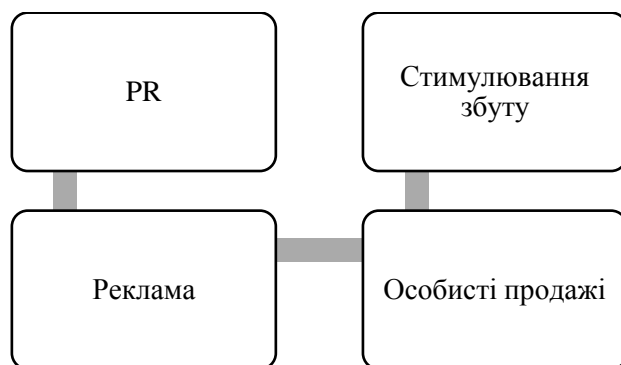 PR
Стимулювання
збуту
Реклама
Особисті продажі